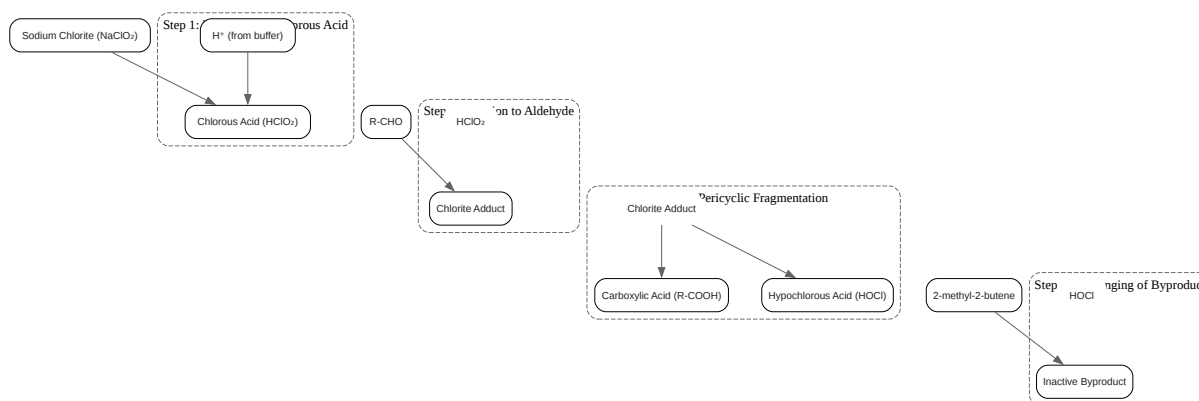 Sodium Chlorite (NaClO₂)
Step 1:
H⁺ (from buffer)
orous Acid
Chlorous Acid (HClO₂)
R-CHO
Step
HClO₂
on to Aldehyde
Chlorite Adduct
Chlorite Adduct
Pericyclic Fragmentation
Carboxylic Acid (R-COOH)
Hypochlorous Acid (HOCl)
2-methyl-2-butene
Step
HOCl
nging of Byproduc
Inactive Byproduct